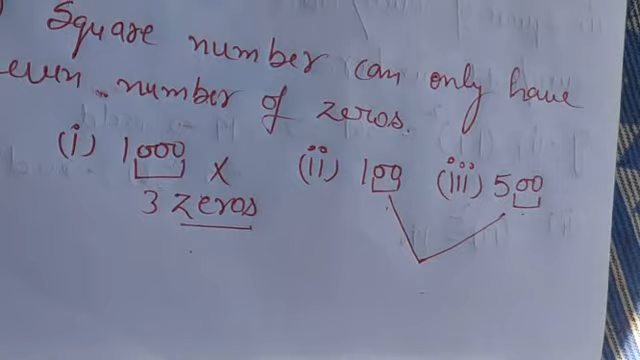 Square number can only have
even number of zeros.
(i) 1000 × (ii) 100 (iii) 500
3 zeros